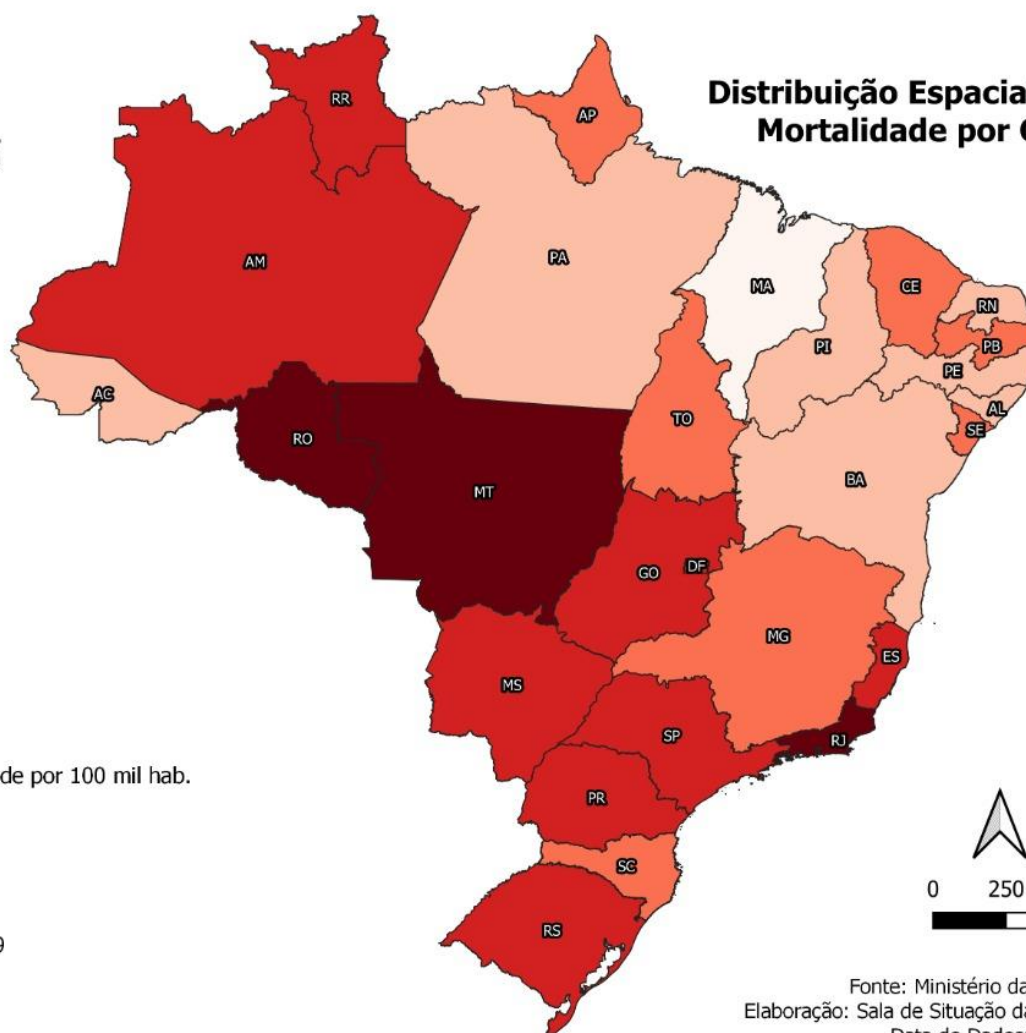 Distribuição Espacia
Mortalidade por
RR
AP
AM
PA
MA
CE
RN
PI
PB
PE
AC
AL
TO
SE
RO
BA
MT
GO
DF
MG
ES
MS
SP
RJ
de por 100 mil hab.
PR
SC
0 250
RS
9
Fonte: Ministério da
Elaboração: Sala de Situação da